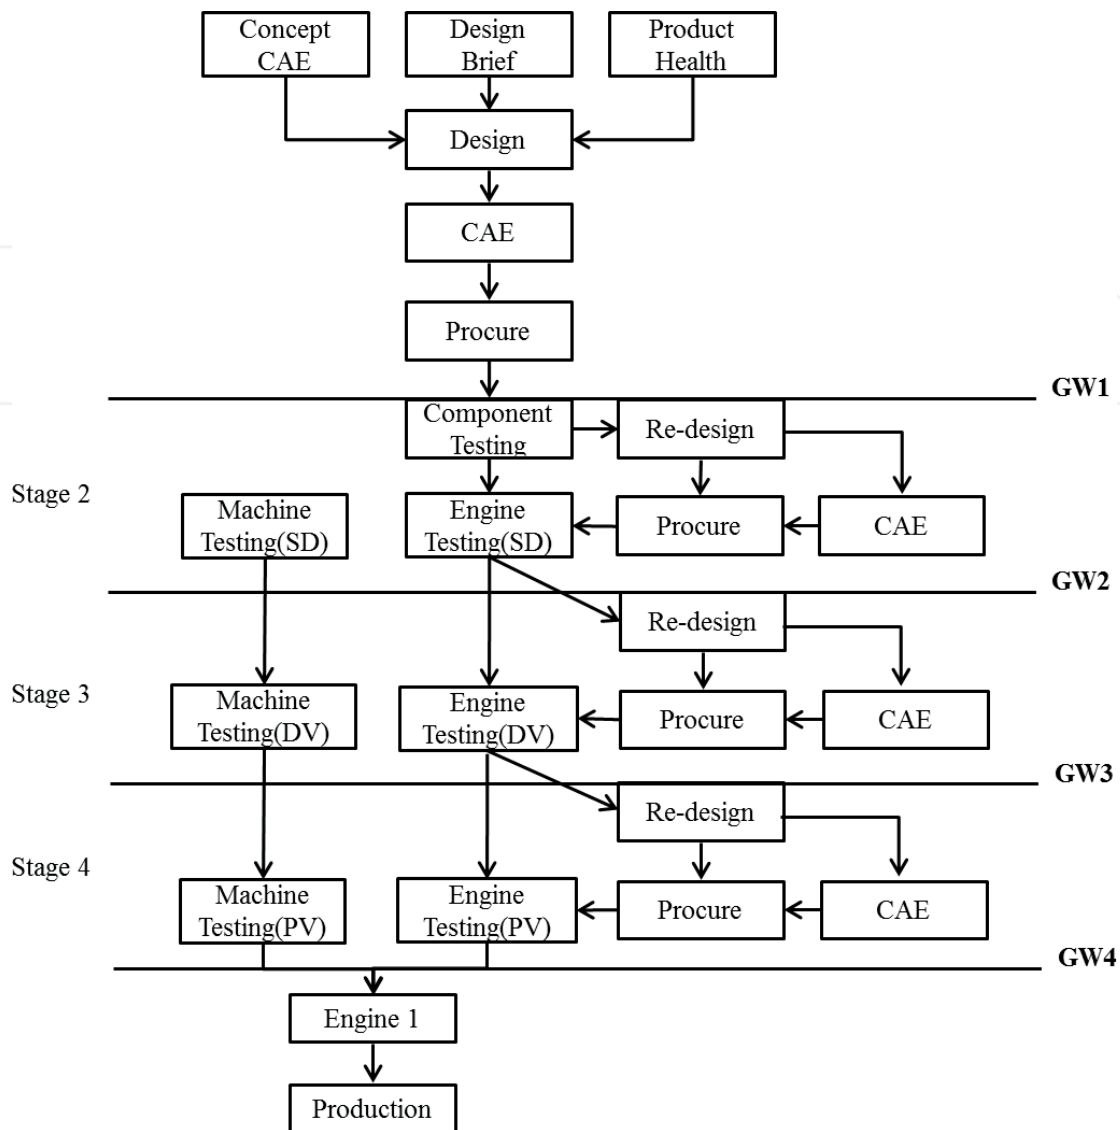 Concept
CAE
Design
Brief
Product
Health
Design
CAE
Procure
GW1
Component
Testing
Re-design
Stage 2
Machine
Testing(SD)
Engine
Testing(SD)
Procure
CAE
GW2
Re-design
Stage 3
Machine
Testing(DV)
Engine
Testing(DV)
Procure
CAE
GW3
Re-design
Stage 4
Machine
Testing(PV)
Engine
Testing(PV)
Procure
CAE
GW4
Engine 1
Production